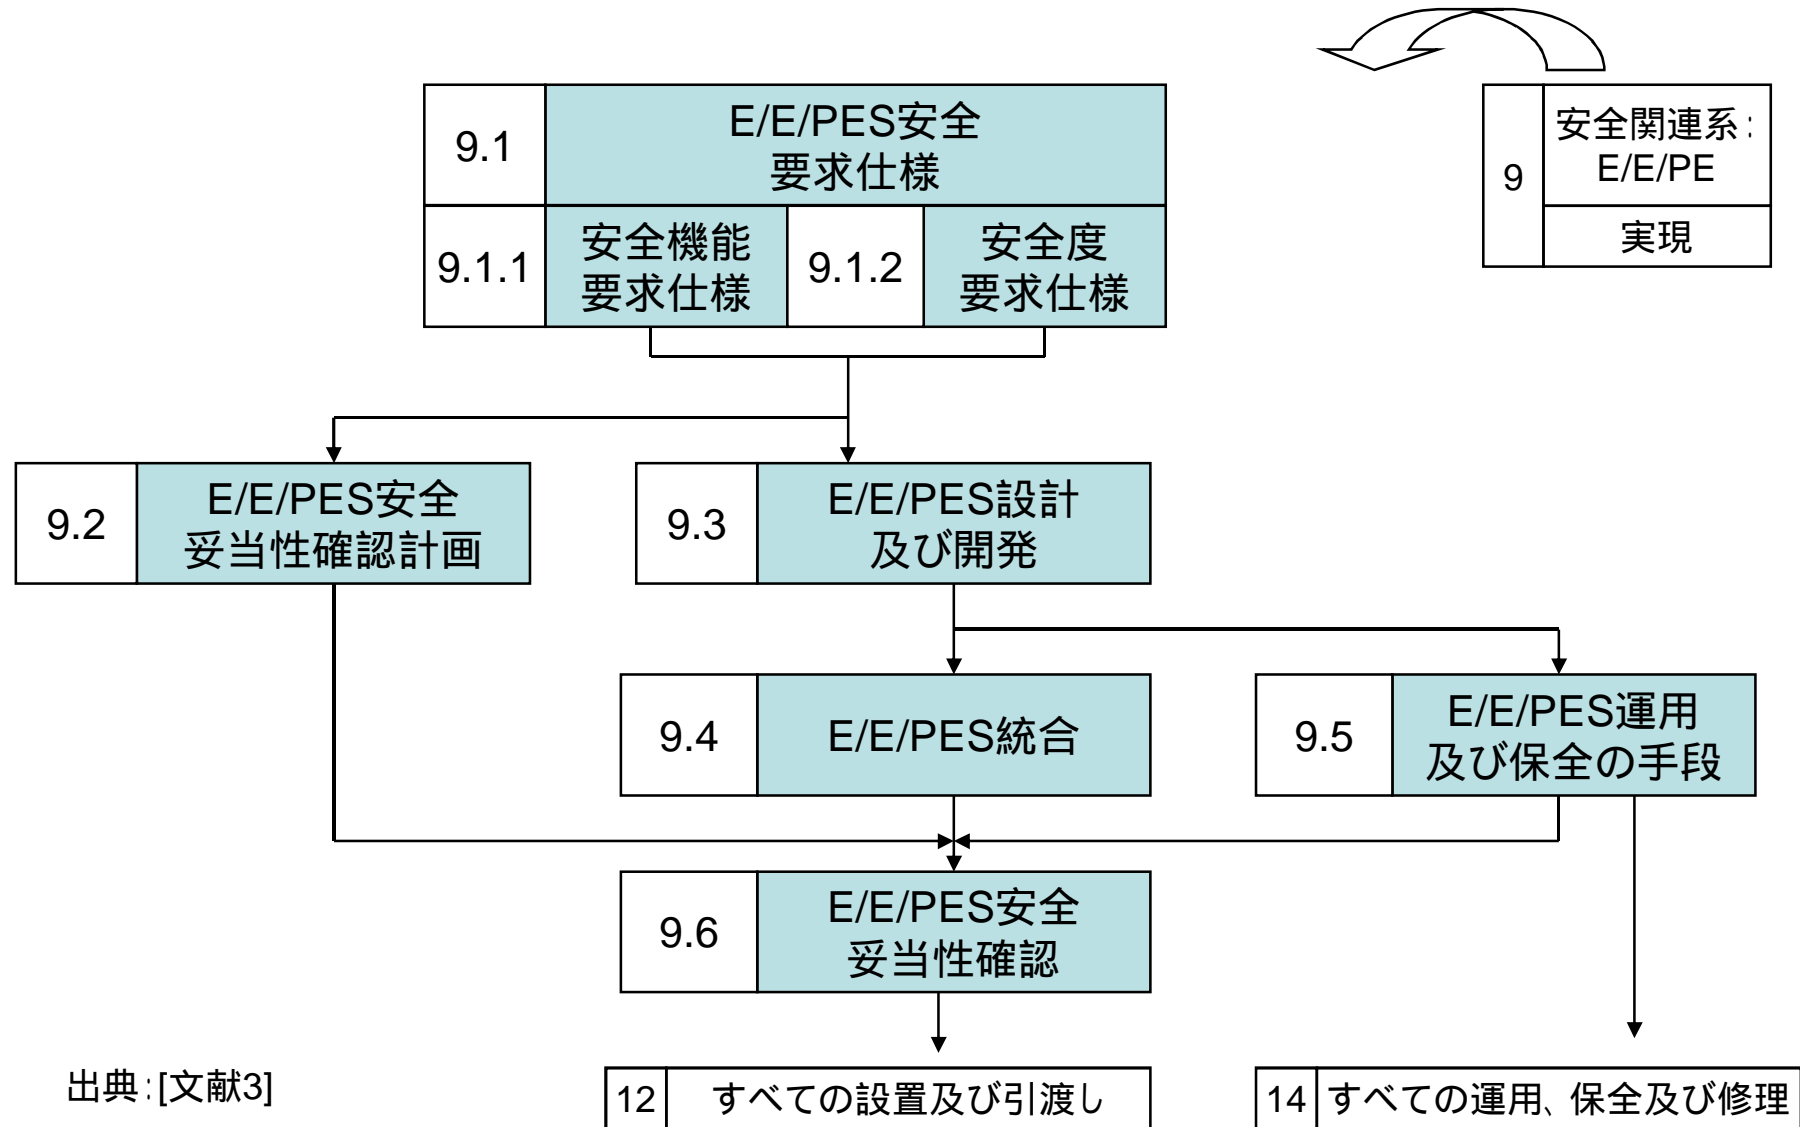 9.1
E/E/PES安全
要求仕様
9
安全関連系:
E/E/PE
実現
9.1.1
安全機能
要求仕様
9.1.2
安全度
要求仕様
9.2
E/E/PES安全
妥当性確認計画
9.3
E/E/PES設計
及び開発
9.4
E/E/PES統合
9.5
E/E/PES運用
及び保全の手段
9.6
E/E/PES安全
妥当性確認
出典:[文献3]
12
すべての設置及び引渡し
14
すべての運用、保全及び修理